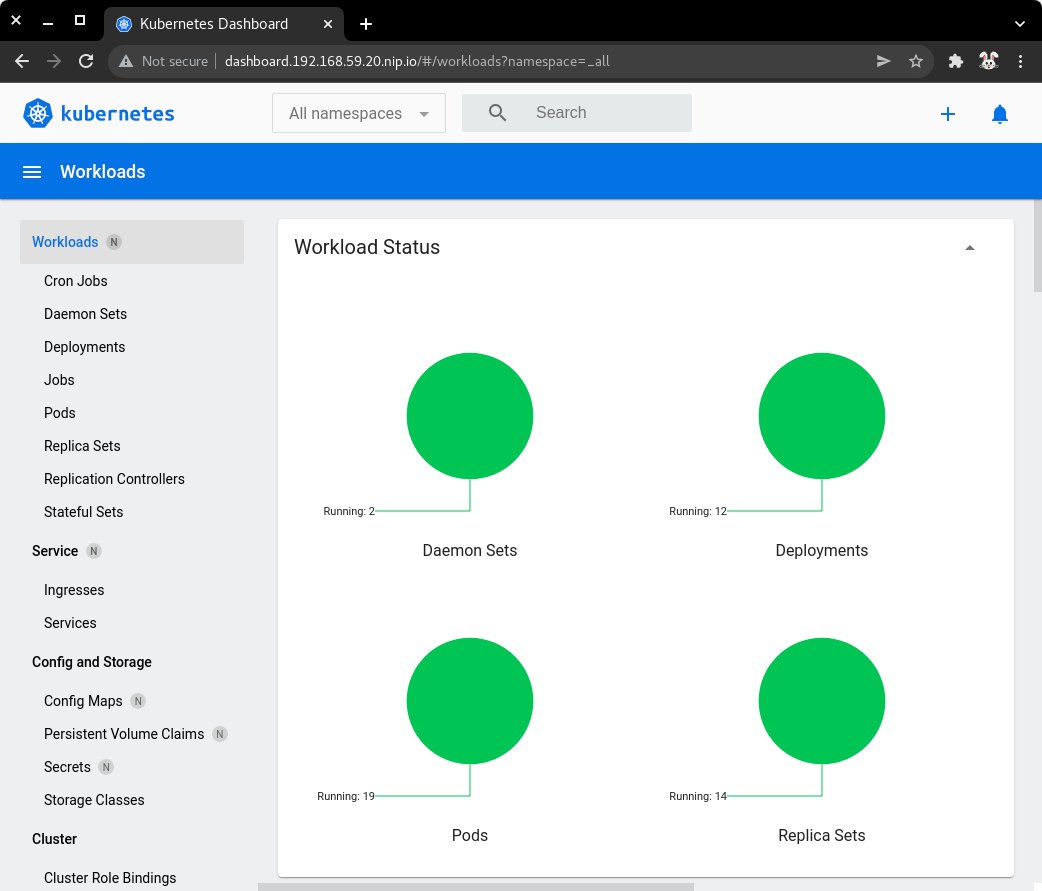 Kubernetes Dashboard
Not secure dashboard.192.168.59.20.nip.io/#/workloads?namespace=_all
kubernetes
All namespaces
Search
Workloads
Workloads N
Cron Jobs
Daemon Sets
Deployments
Jobs
Pods
Replica Sets
Replication Controllers
Stateful Sets
Service N
Ingresses
Services
Config and Storage
Config Maps N
Persistent Volume Claims N
Secrets N
Storage Classes
Cluster
Cluster Role Bindings
Workload Status
Running: 2
Daemon Sets
Running: 12
Deployments
Running: 19
Pods
Running: 14
Replica Sets